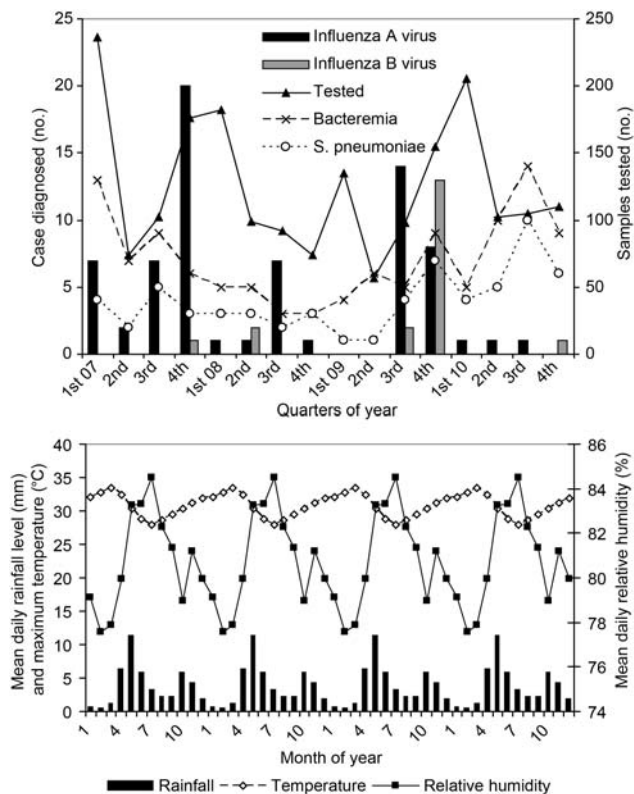 25
20
15
10
5
0
Case diagnosed (no.)
Influenza A virus
Influenza B virus
Tested
Bacteremia
S. pneumoniae
250
200
150
100
50
0
Samples tested (no.)
1st 07
2nd
3rd
4th
1st 08
2nd
3rd
4th
1st 09
2nd
3rd
4th
1st 10
2nd
3rd
4th
Quarters of year
40
35
30
25
20
15
10
5
0
Mean daily rainfall level (mm)
and maximum temperature (°C)
86
84
82
80
78
76
74
Mean daily relative humidity (%)
1
4
7
10
1
4
7
10
1
4
7
10
1
4
7
10
Month of year
Rainfall
Temperature
Relative humidity